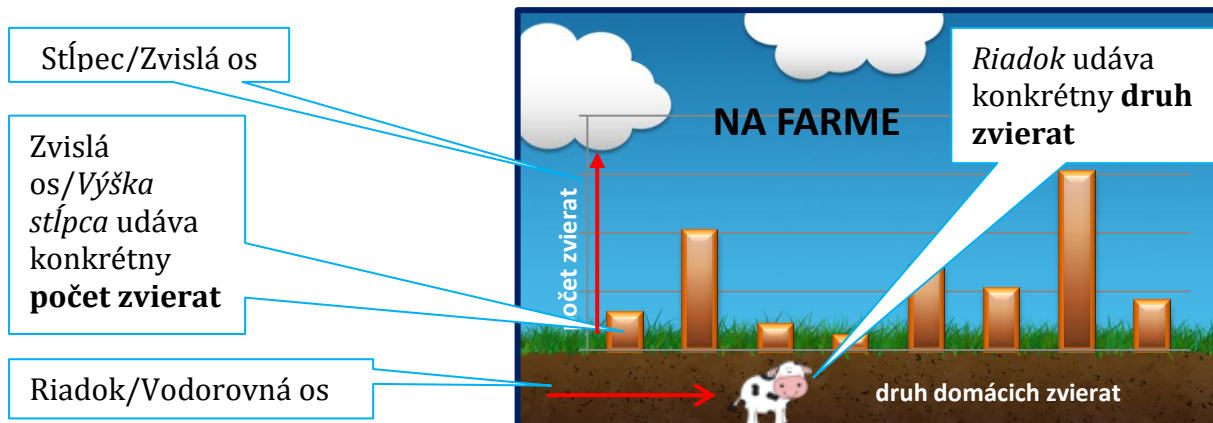 Stĺpec/Zvislá os
Zvislá
os/Výška
stĺpca udáva
konkrétny
počet zvierat
Riadok/Vodorovná os
NA FARME
Riadok udáva
konkrétny druh
zvierat
zvierat
druh domácich zvierat